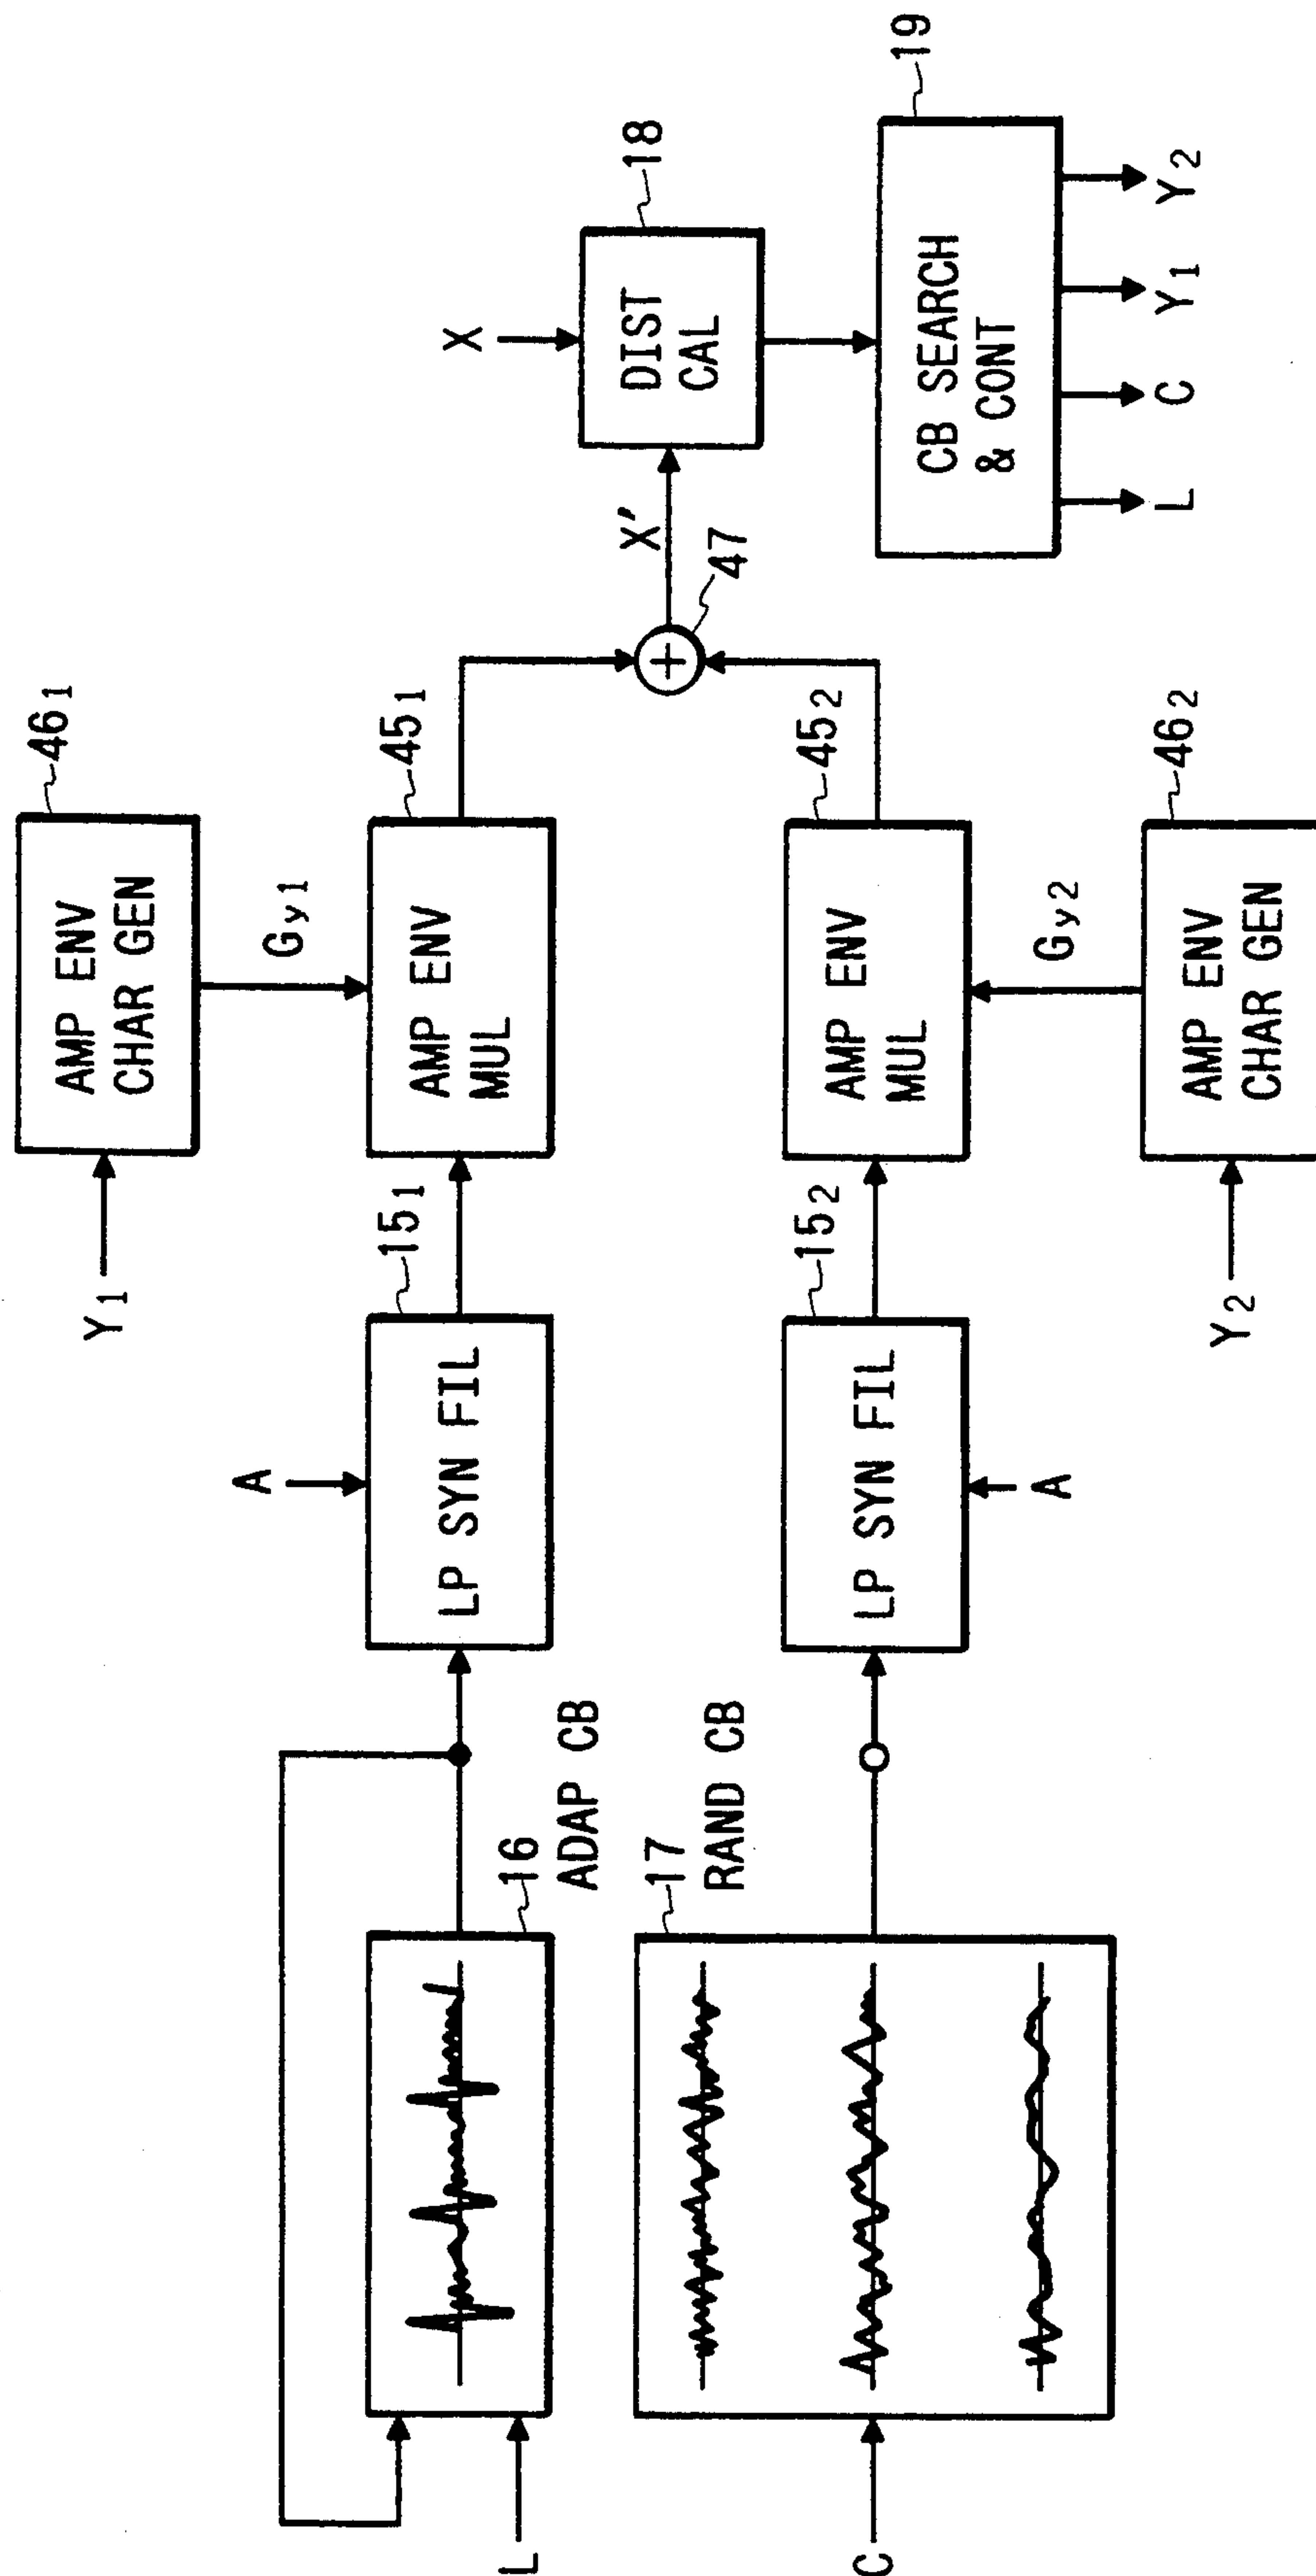 L
16
ADAP CB
A
LP SYN FIL
15₁
Y₁
AMP ENV
CHAR GEN
46₁
Gy1
AMP ENV
MUL
45₁
C
17
RAND CB
LP SYN FIL
15₂
A
AMP ENV
MUL
45₂
Gy2
Y₂
AMP ENV
CHAR GEN
46₂
+
47
X'
X
DIST
CAL
18
CB SEARCH
& CONT
19
L
C
Y₁
Y₂